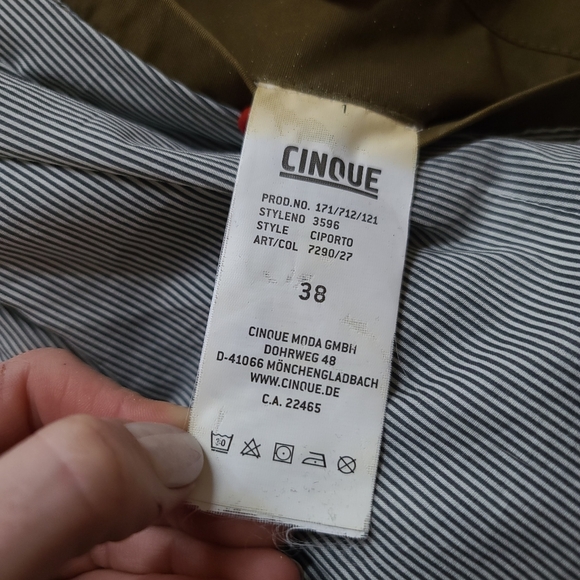 CINQUE
PROD.NO. 171/712/121
STYLENO 3596
STYLE CIPORTO
ART/COL 7290/27
38
CINQUE MODA GMBH
DOHRWEG 48
D-41066 MÖNCHENGLADBACH
WWW.CINQUE.DE
C.A. 22465
30